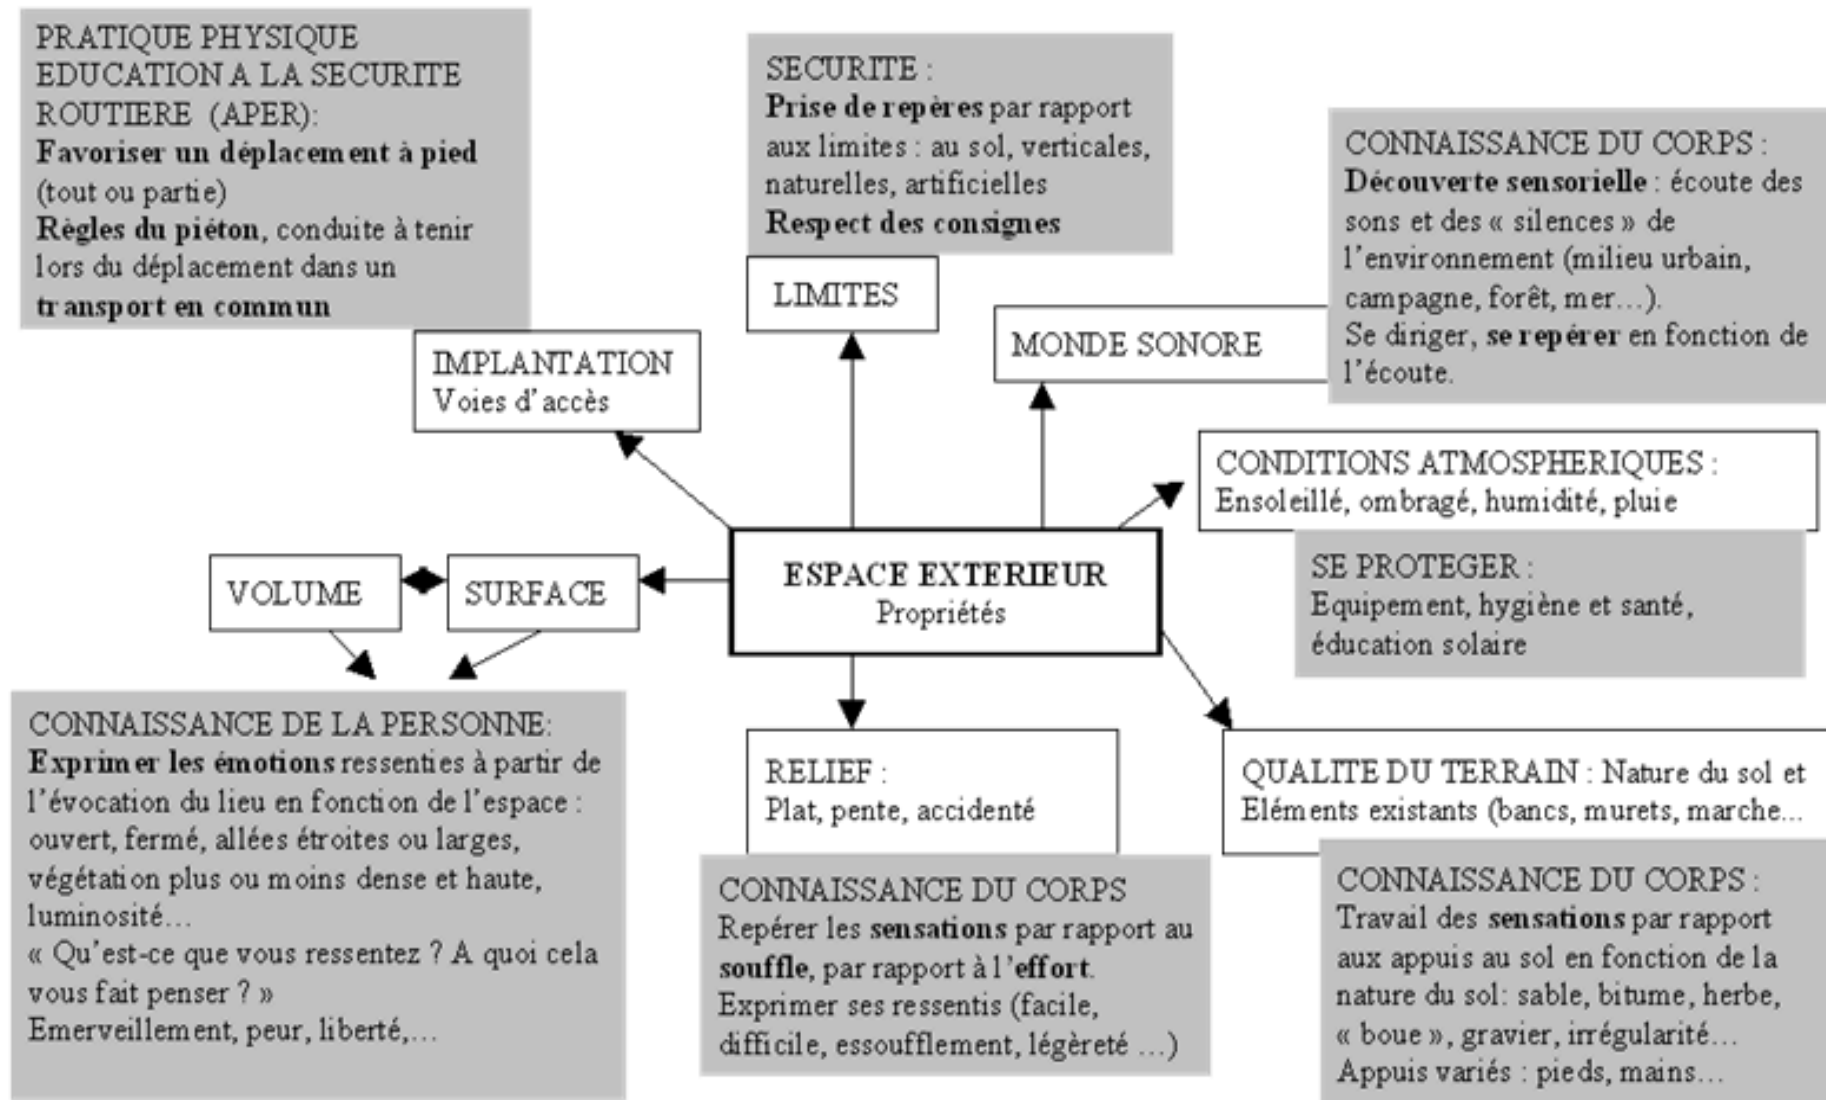 PRATIQUE PHYSIQUE
EDUCATION A LA SECURITE
ROUTIERE (APER):
Favoriser un déplacement à pied
(tout ou partie)
Règles du piéton, conduite à tenir
lors du déplacement dans un
transport en commun
IMPLANTATION
Voies d'accès
SECURITE :
Prise de repères par rapport
aux limites : au sol, verticales,
naturelles, artificielles
Respect des consignes
LIMITES
MONDE SONORE
CONNAISSANCE DU CORPS :
Découverte sensorielle : écoute des
sons et des « silences » de
l'environnement (milieu urbain,
campagne, forêt, mer…).
Se diriger, se repérer en fonction de
l'écoute.
CONDITIONS ATMOSPHERIQUES :
Ensoleillé, ombragé, humidité, pluie
SE PROTEGER :
Equipement, hygiène et santé,
éducation solaire
ESPACE EXTERIEUR
Propriétés
VOLUME
SURFACE
CONNAISSANCE DE LA PERSONNE:
Exprimer les émotions ressenties à partir de
l'évocation du lieu en fonction de l'espace :
ouvert, fermé, allées étroites ou larges,
végétation plus ou moins dense et haute,
luminosité…
« Qu'est-ce que vous ressentez ? A quoi cela
vous fait penser ? »
Emerveillement, peur, liberté,…
RELIEF :
Plat, pente, accidenté
CONNAISSANCE DU CORPS
Repérer les sensations par rapport au
souffle, par rapport à l'effort.
Exprimer ses ressentis (facile,
difficile, essoufflement, légèreté …)
QUALITE DU TERRAIN : Nature du sol et
Eléments existants (bancs, murets, marche...
CONNAISSANCE DU CORPS :
Travail des sensations par rapport
aux appuis au sol en fonction de la
nature du sol: sable, bitume, herbe,
« boue », gravier, irrégularité…
Appuis variés : pieds, mains…